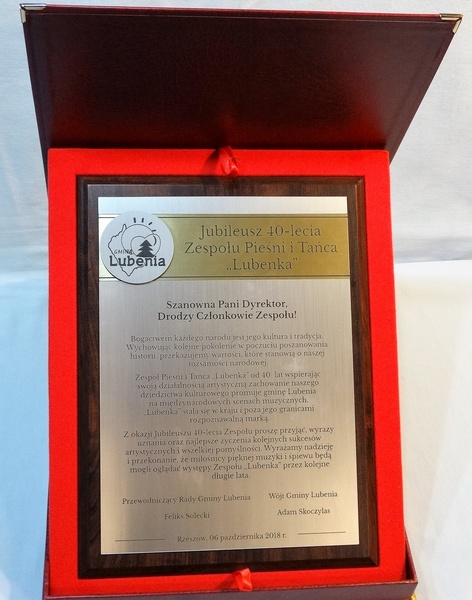 GMINA
Lubenia
Jubileusz 40-lecia
Zespołu Pieśni i Tańca
„Lubenka”
Szanowna Pani Dyrektor,
Drodzy Członkowie Zespołu!
Bogactwem każdego narodu jest jego kultura i tradycja.
Wychowując kolejne pokolenie w poczuciu poszanowania
historii, przekazujemy wartości, które stanowią o naszej
tożsamości narodowej.
Zespół Pieśni i Tańca „Lubenka” od 40 lat wspierając
swoją działalnością artystyczną zachowanie naszego
dziedzictwa kulturowego promuje gminę Lubenia
na międzynarodowych scenach muzycznych.
„Lubenka” stała się w kraju i poza jego granicami
rozpoznawalną marką.
Z okazji Jubileuszu 40-lecia Zespołu proszę przyjąć, wyrazy
uznania oraz najlepsze życzenia kolejnych sukcesów
artystycznych i wszelkiej pomyślności. Wyrażamy nadzieję
i przekonanie, że miłośnicy pięknej muzyki i śpiewu będą
mogli oglądać występy Zespołu „Lubenka” przez kolejne
długie lata.
Przewodniczący Rady Gminy Lubenia Wójt Gminy Lubenia
Feliks Solecki Adam Skoczylas
Rzeszów, 06 października 2018 r.